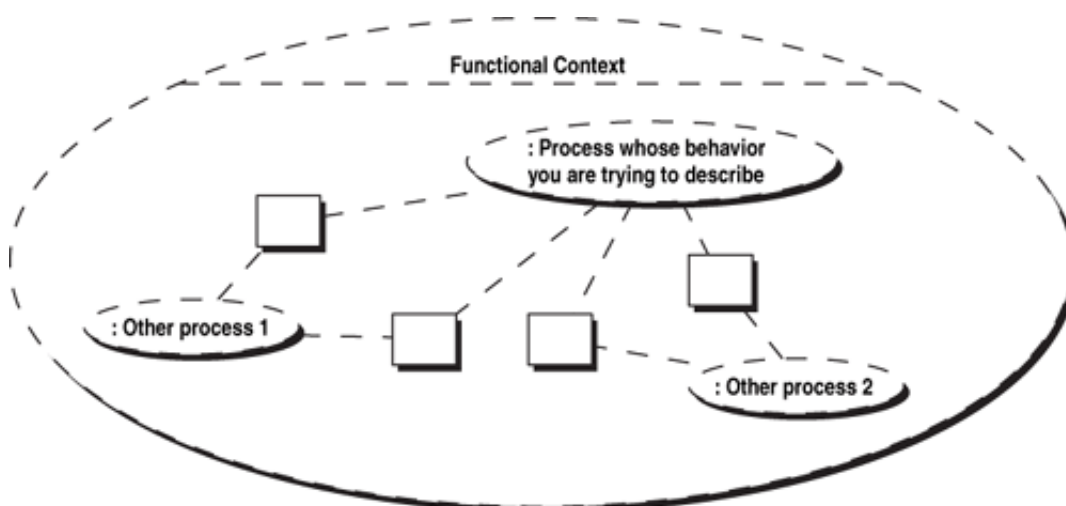 Functional Context
: Process whose behavior
you are trying to describe
: Other process 1
: Other process 2